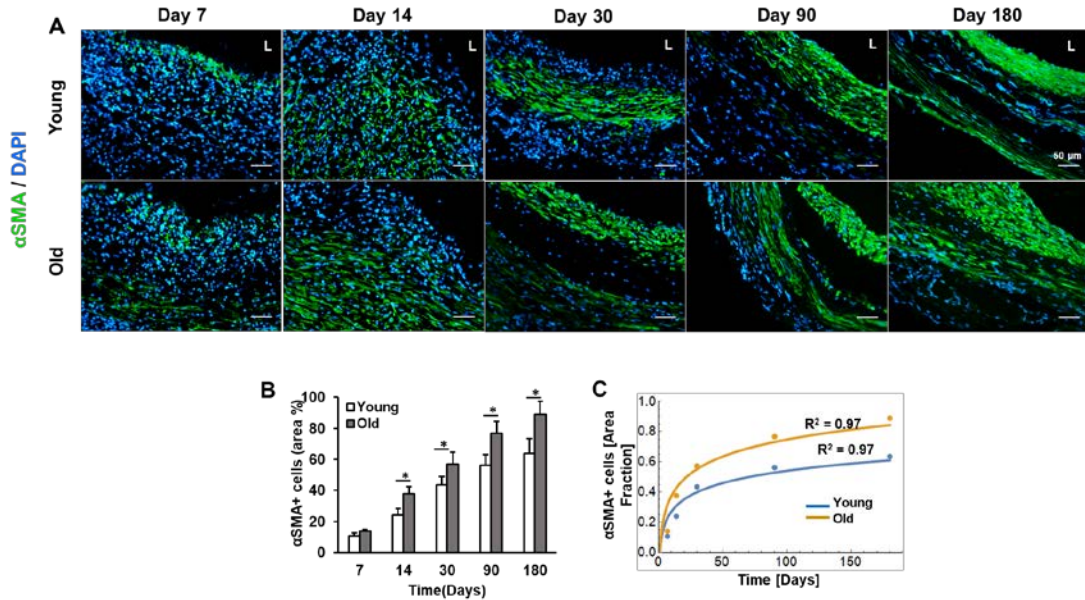 Day 7 Day 14 Day 30 Day 90 Day 180
A
αSMA / DAPI
Young
L L L L L
50 µm
Old
B
αSMA+ cells (area %)
100
80
60
40
20
0
Young
Old
* * * *
7 14 30 90 180
Time(Days)
C
αSMA+ cells [Area
Fraction]
1.0
0.8
0.6
0.4
0.2
0.0
R² = 0.97
R² = 0.97
Young
Old
0 50 100 150
Time [Days]